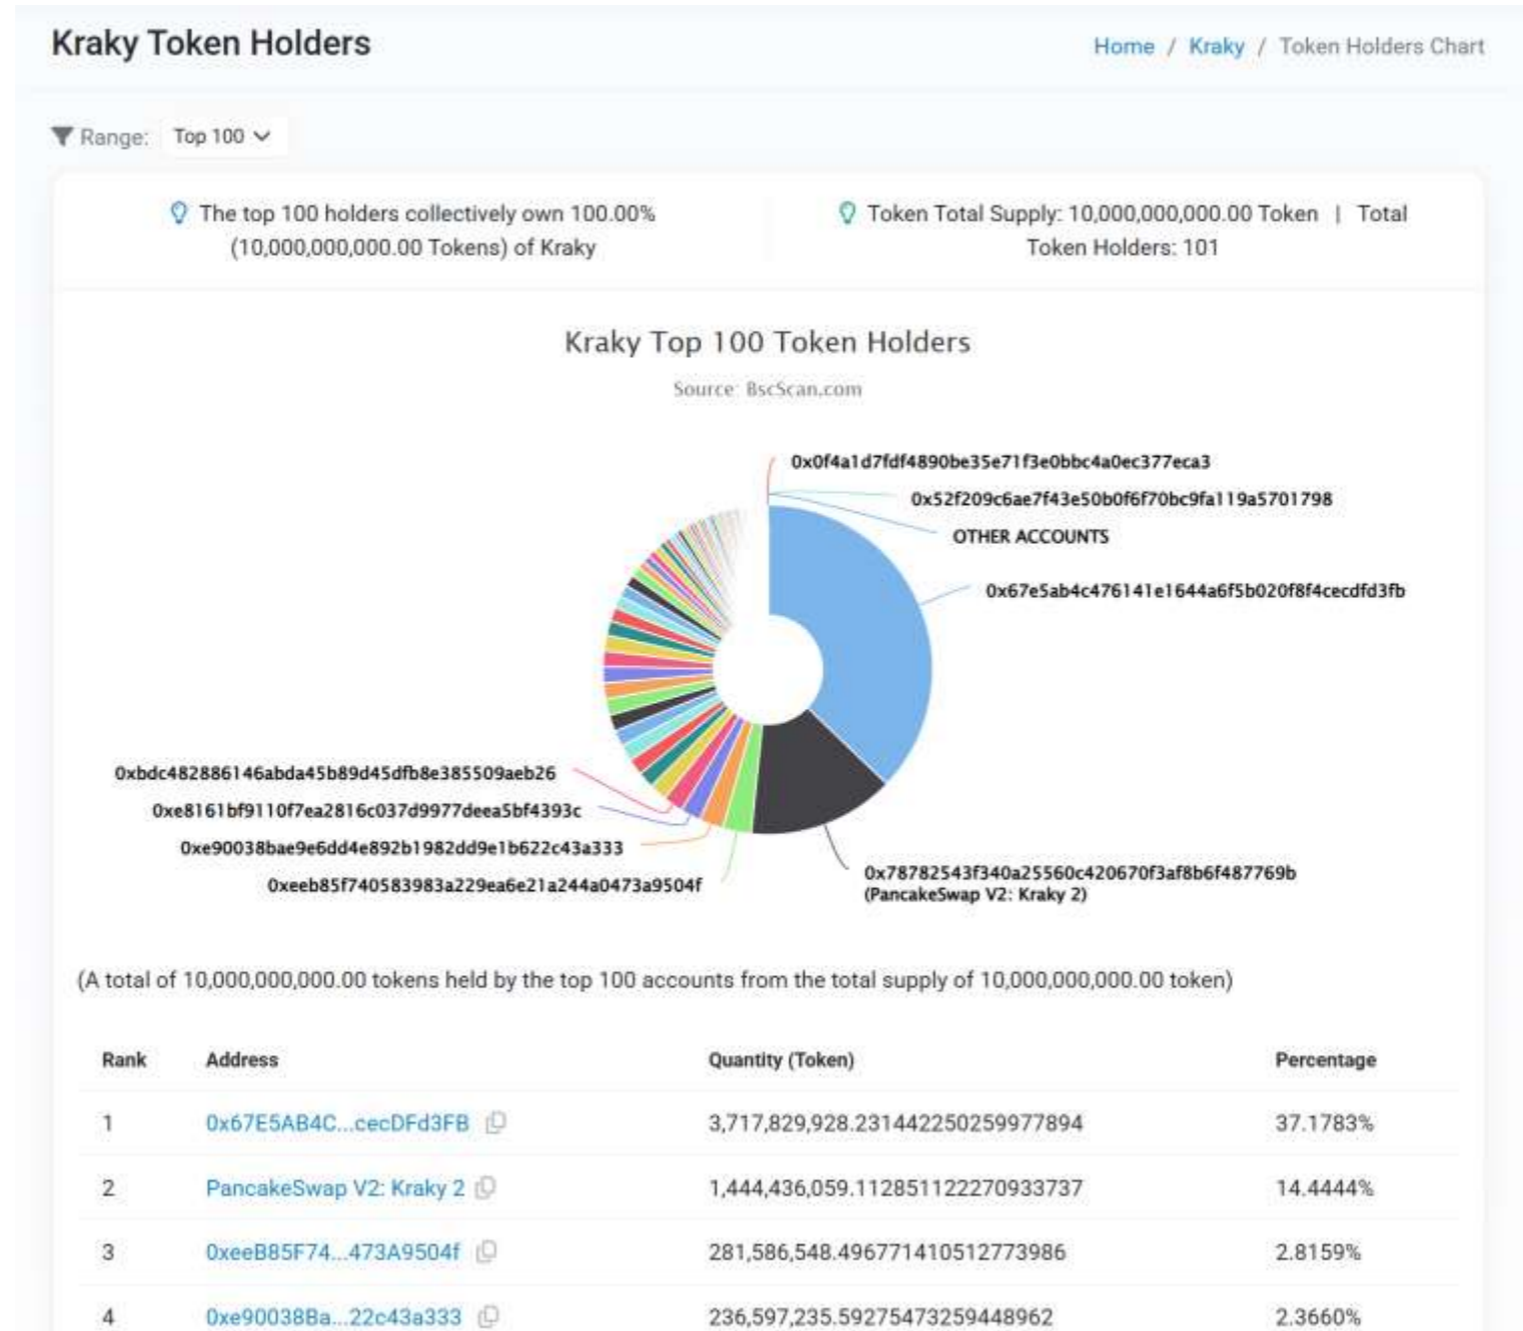 Kraky Token Holders
Home / Kraky / Token Holders Chart
Range: Top 100
The top 100 holders collectively own 100.00%
(10,000,000,000.00 Tokens) of Kraky
Token Total Supply: 10,000,000,000.00 Token | Total
Token Holders: 101
Kraky Top 100 Token Holders
Source: BscScan.com
0x0f4a1d7fdf4890be35e71f3e0bbc4a0ec377eca3
0x52f209c6ae7f43e50b0f6f70bc9fa119a5701798
OTHER ACCOUNTS
0x67e5ab4c476141e1644a6f5b020f8f4cecdfd3fb
0xbdc482886146abda45b89d45dfb8e385509aeb26
0xe8161bf9110f7ea2816c037d9977deea5bf4393c
0xe90038bae9e6dd4e892b1982dd9e1b622c43a333
0xeeb85f740583983a229ea6e21a244a0473a9504f
0x78782543f340a25560c420670f3af8b6f487769b
(PancakeSwap V2: Kraky 2)
(A total of 10,000,000,000.00 tokens held by the top 100 accounts from the total supply of 10,000,000,000.00 token)
Rank Address Quantity (Token) Percentage
1 0x67E5AB4C...cecDFd3FB 3,717,829,928.231442250259977894 37.1783%
2 PancakeSwap V2: Kraky 2 1,444,436,059.112851122270933737 14.4444%
3 0xeeB85F74...473A9504f 281,586,548.496771410512773986 2.8159%
4 0xe90038Ba...22c43a333 236,597,235.592754473259448962 2.3660%